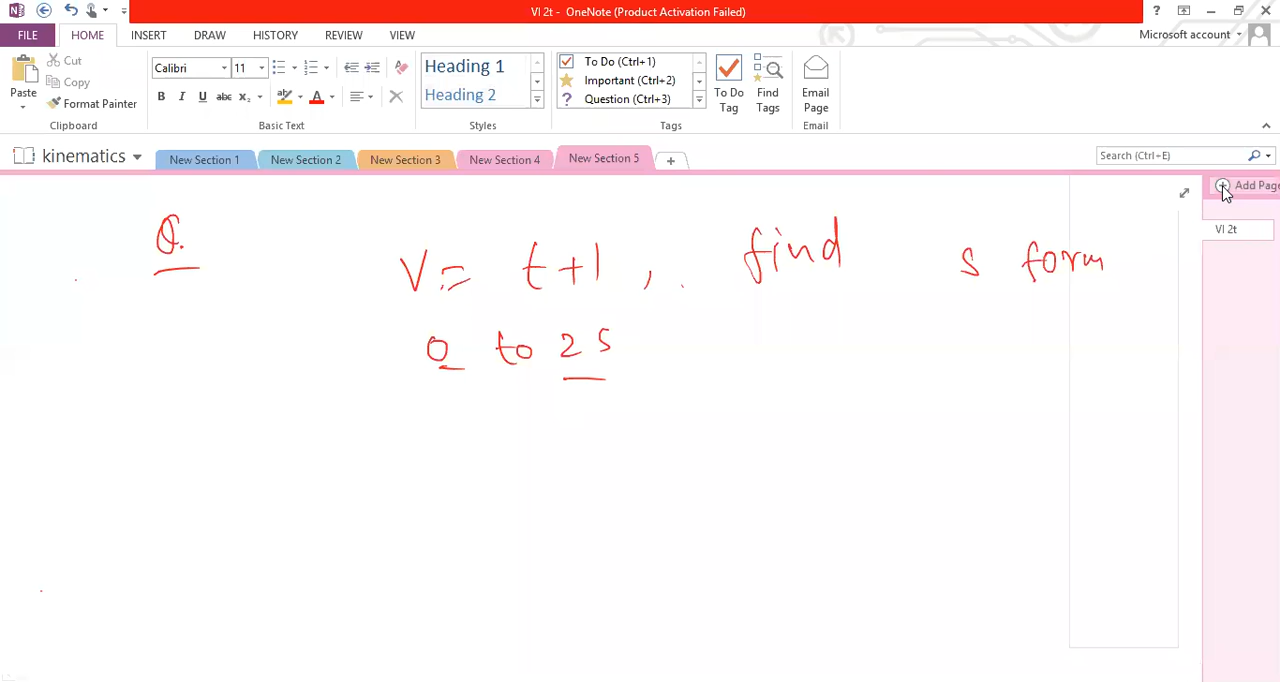 VI 2t - OneNote (Product Activation Failed)
?
FILE HOME INSERT DRAW HISTORY REVIEW VIEW
Microsoft account
Paste
Cut
Copy
Format Painter
Clipboard
Calibri 11
B I U abc X₂ A
Basic Text
Heading 1
Heading 2
Styles
To Do (Ctrl+1)
Important (Ctrl+2)
? Question (Ctrl+3)
To Do Tag
Find Tags
Tags
Email Page
Email
kinematics New Section 1 New Section 2 New Section 3 New Section 4 New Section 5 +
Search (Ctrl+E)
Add Page
VI 2t
Q.
V = t+1, find s form
0 to 2 s